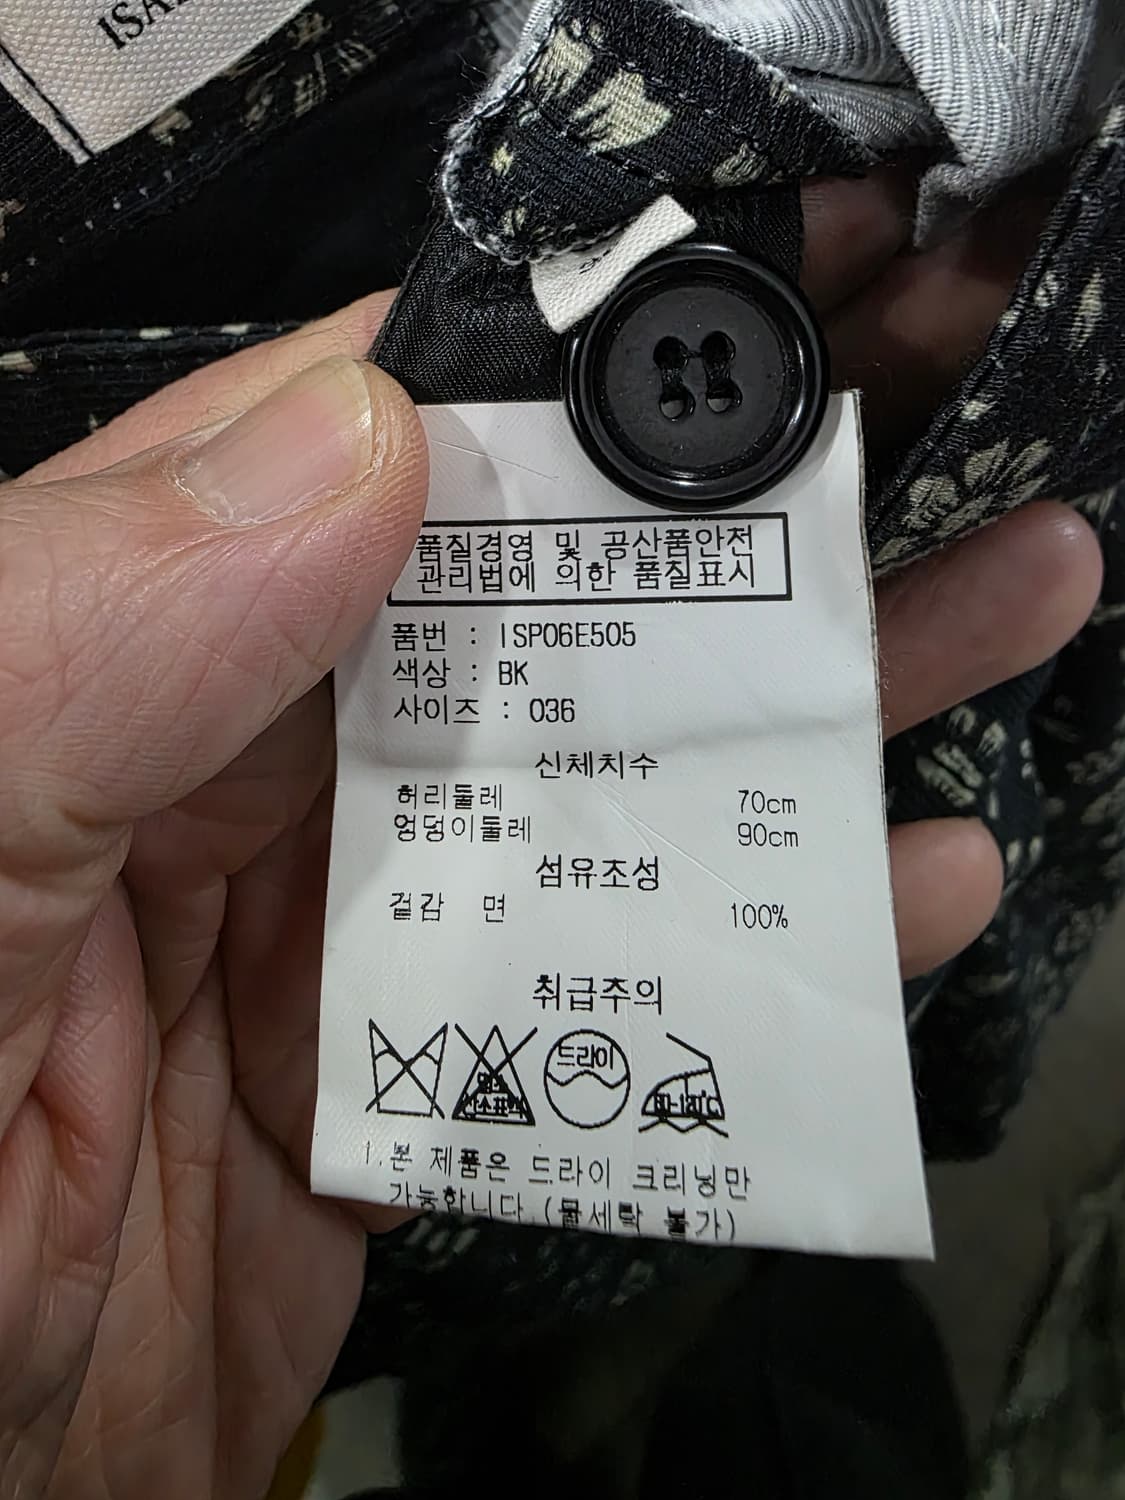 ISA
품질경영 및 공산품안전
관리법에 의한 품질표시
품번 : ISP06E505
색상 : BK
사이즈 : 036
신체치수
허리둘레 70cm
엉덩이둘레 90cm
섬유조성
겉감 면 100%
취급주의
드라이
1.본 제품은 드라이 크리닝만
가능합니다.(물세탁 불가)